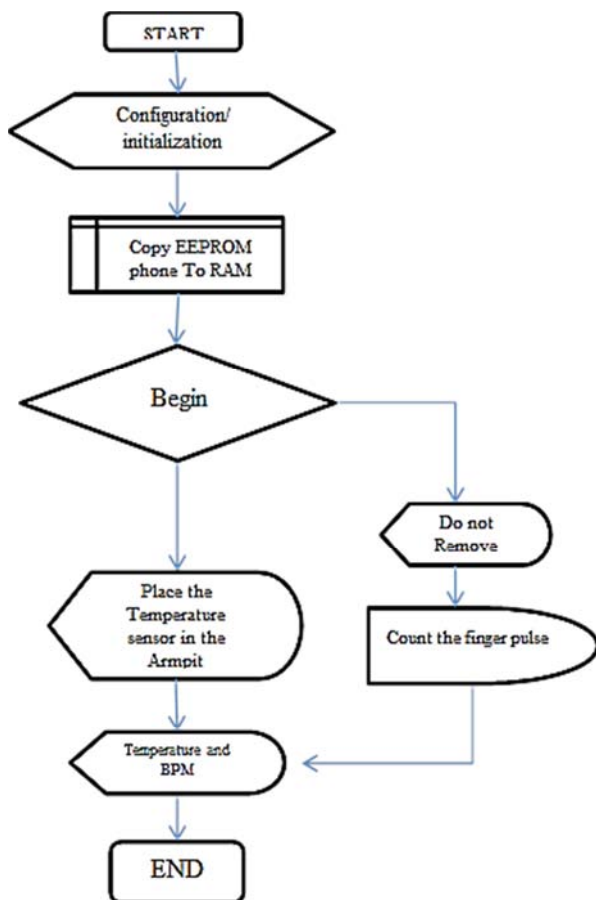 START
Configuration/
initialization
Copy EEPROM
phone To RAM
Begin
Do not
Remove
Place the
Temperature
sensor in the
Armpit
Count the finger pulse
Temperature and
BPM
END